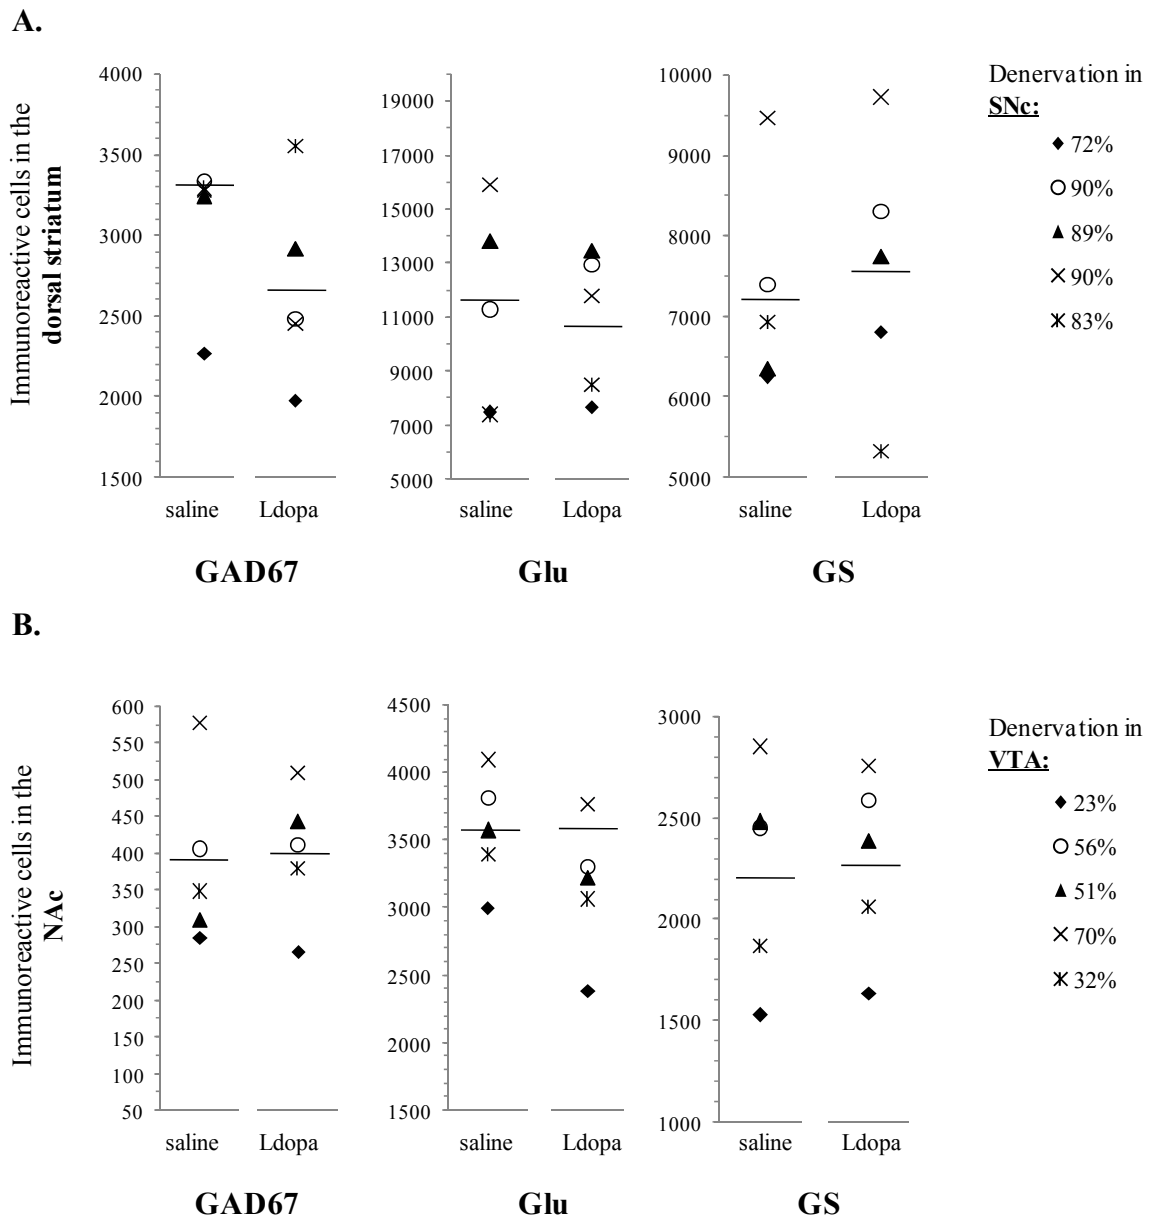 A.
Immunoreactive cells in the
dorsal striatum
4000
3500
3000
2500
2000
1500
saline Ldopa
GAD67
19000
17000
15000
13000
11000
9000
7000
5000
saline Ldopa
Glu
10000
9000
8000
7000
6000
5000
saline Ldopa
GS
Denervation in
SNc:
72%
90%
89%
90%
83%
B.
Immunoreactive cells in the
NAc
600
550
500
450
400
350
300
250
200
150
100
50
saline Ldopa
GAD67
4500
4000
3500
3000
2500
2000
1500
saline Ldopa
Glu
3000
2500
2000
1500
1000
saline Ldopa
GS
Denervation in
VTA:
23%
56%
51%
70%
32%